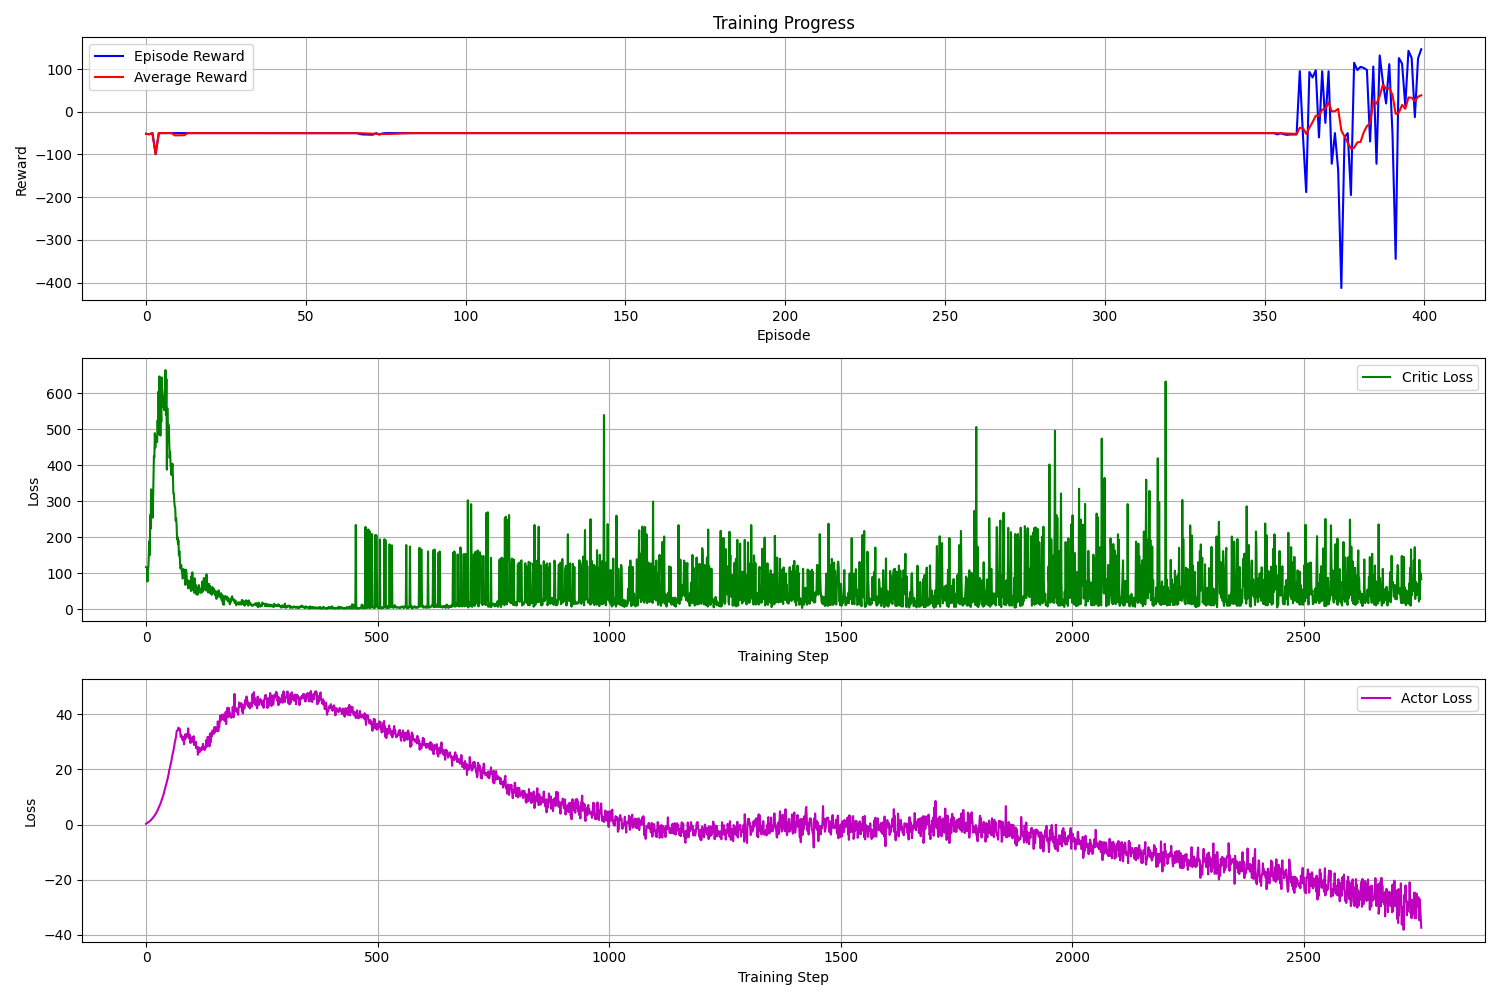 Training Progress
Episode Reward
Average Reward
100
0
−100
−200
−300
−400
Reward
0 50 100 150 200 250 300 350 400
Episode
Critic Loss
600
500
400
300
200
100
0
Loss
0 500 1000 1500 2000 2500
Training Step
Actor Loss
40
20
0
−20
−40
Loss
0 500 1000 1500 2000 2500
Training Step